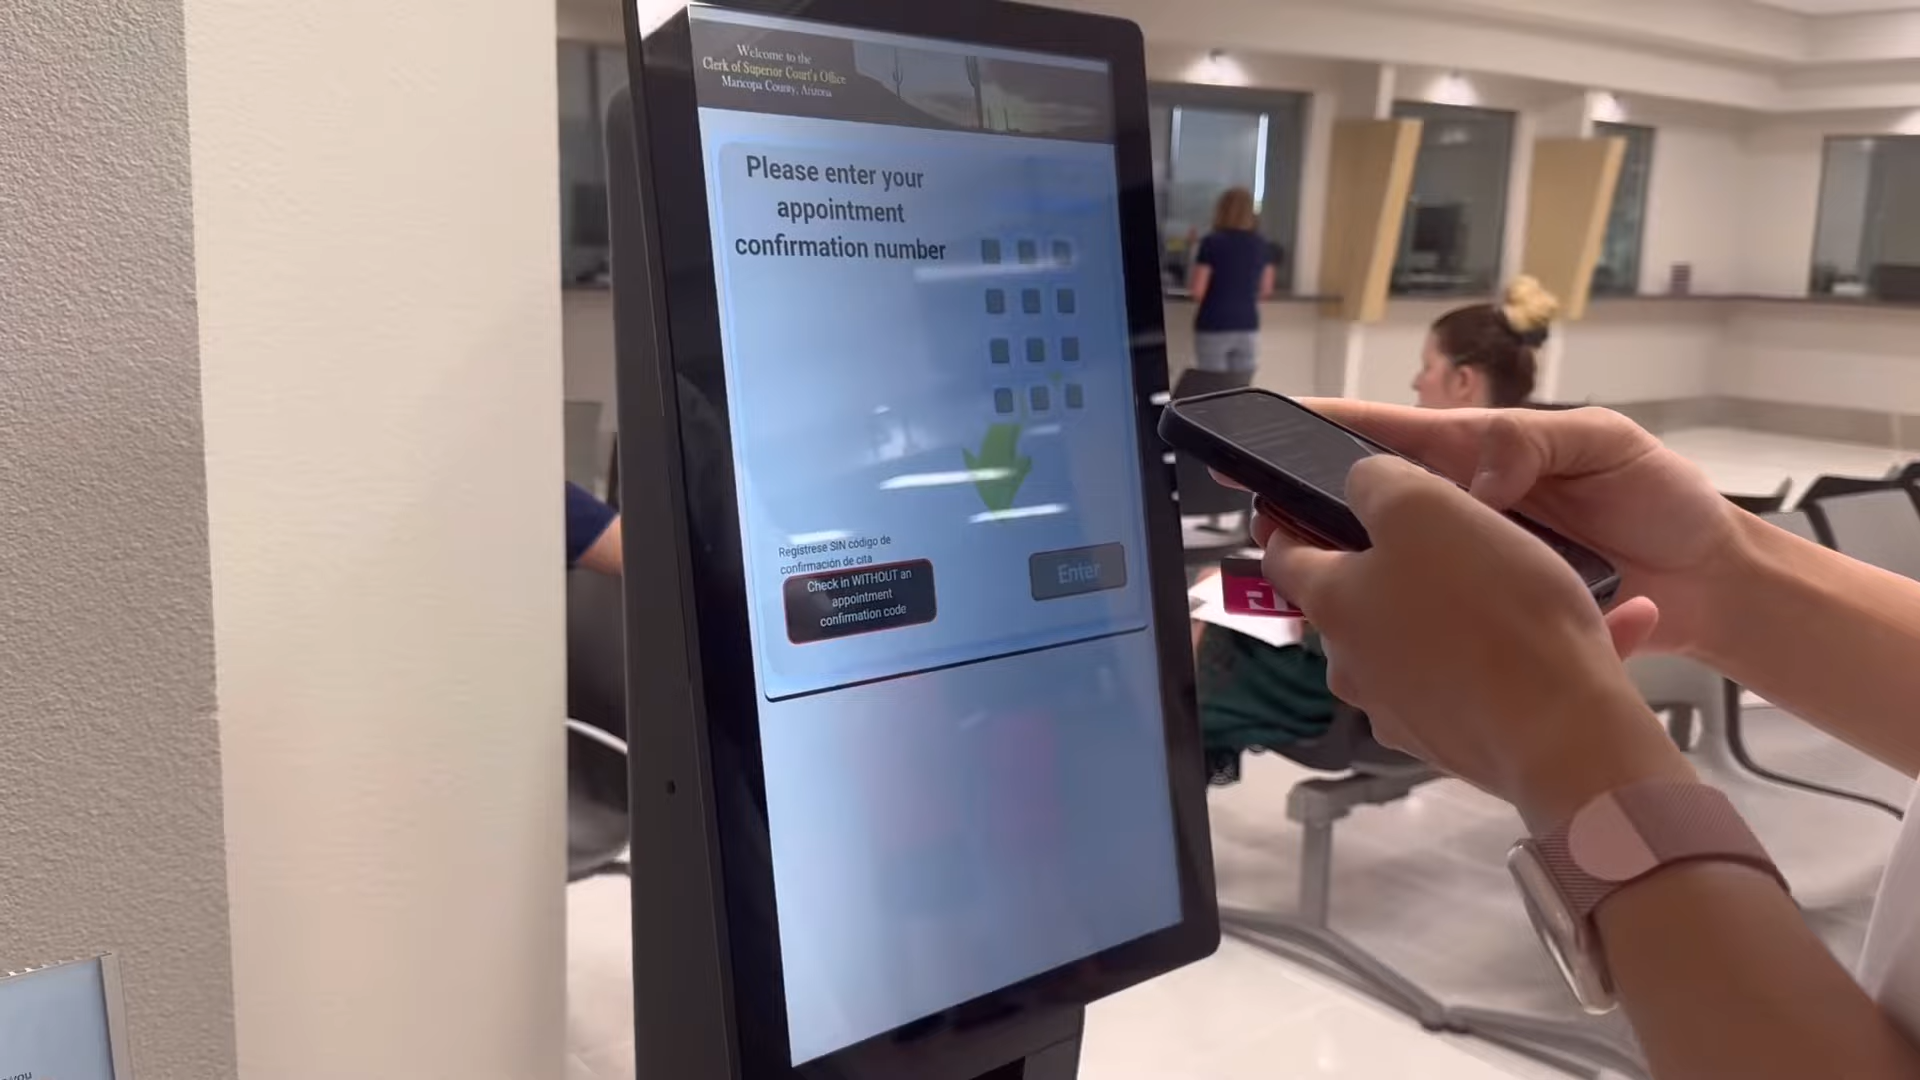 Welcome to the
Clerk of Superior Court's Office
Maricopa County, Arizona
Please enter your
appointment
confirmation number
Regístrese SIN código de
confirmación de cita
Check in WITHOUT an
appointment
confirmation code
Enter
you